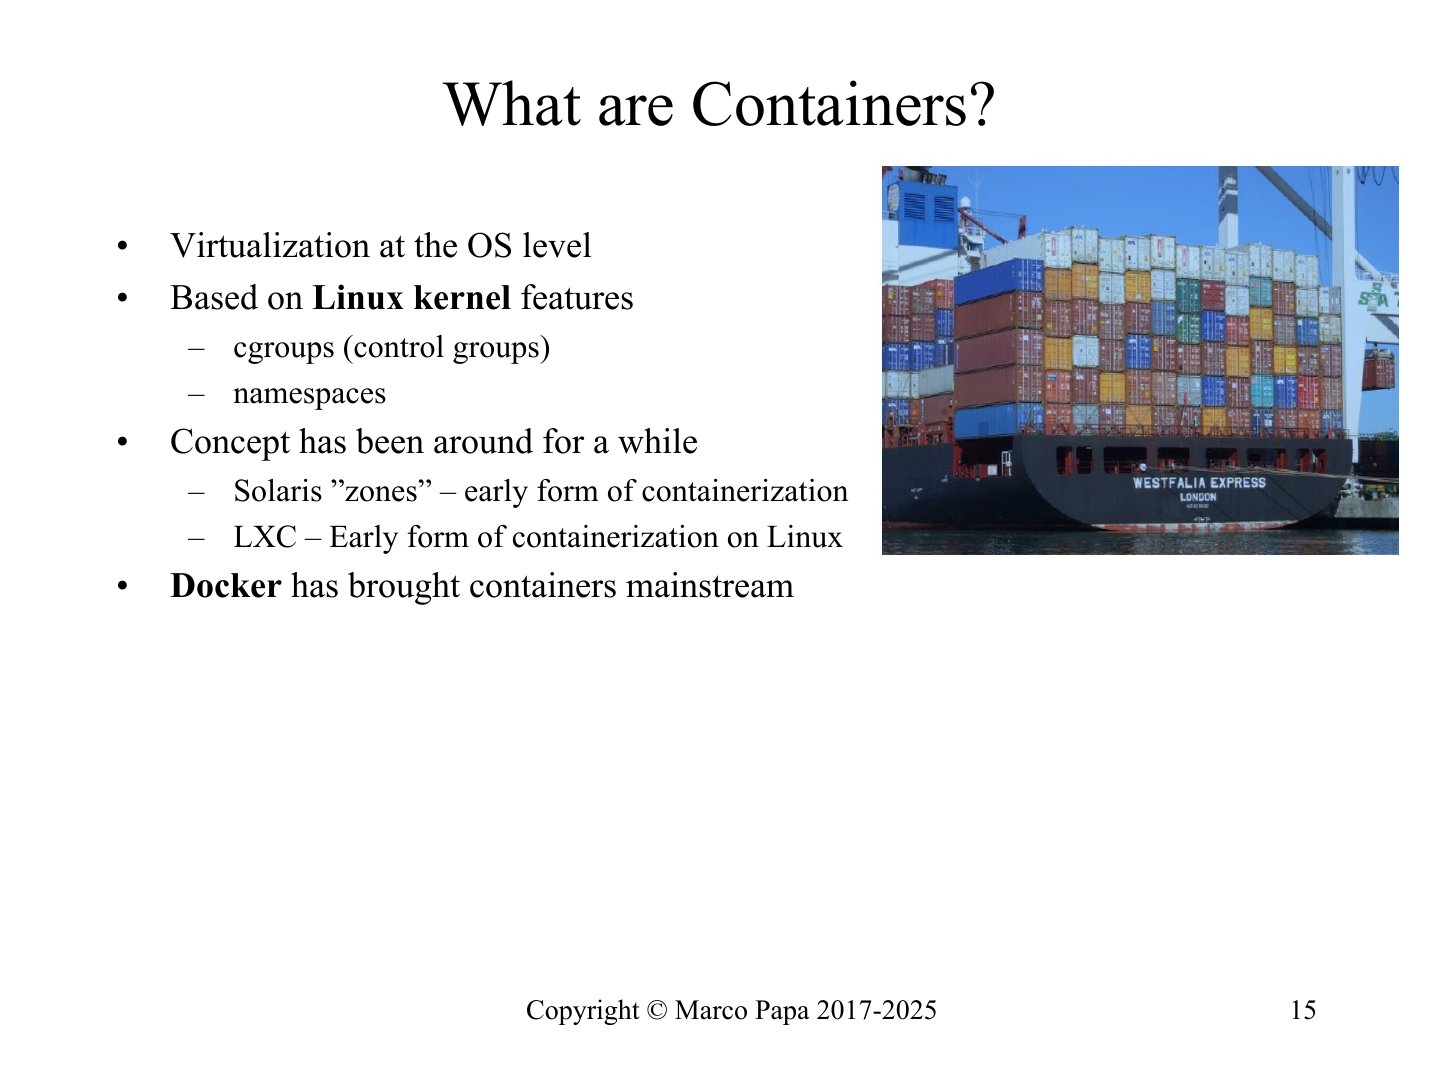 What are Containers?
• Virtualization at the OS level
• Based on Linux kernel features
– cgroups (control groups)
– namespaces
• Concept has been around for a while
– Solaris ”zones” – early form of containerization
– LXC – Early form of containerization on Linux
• Docker has brought containers mainstream
WESTFALIA EXPRESS
LONDON
Copyright © Marco Papa 2017-2025
15